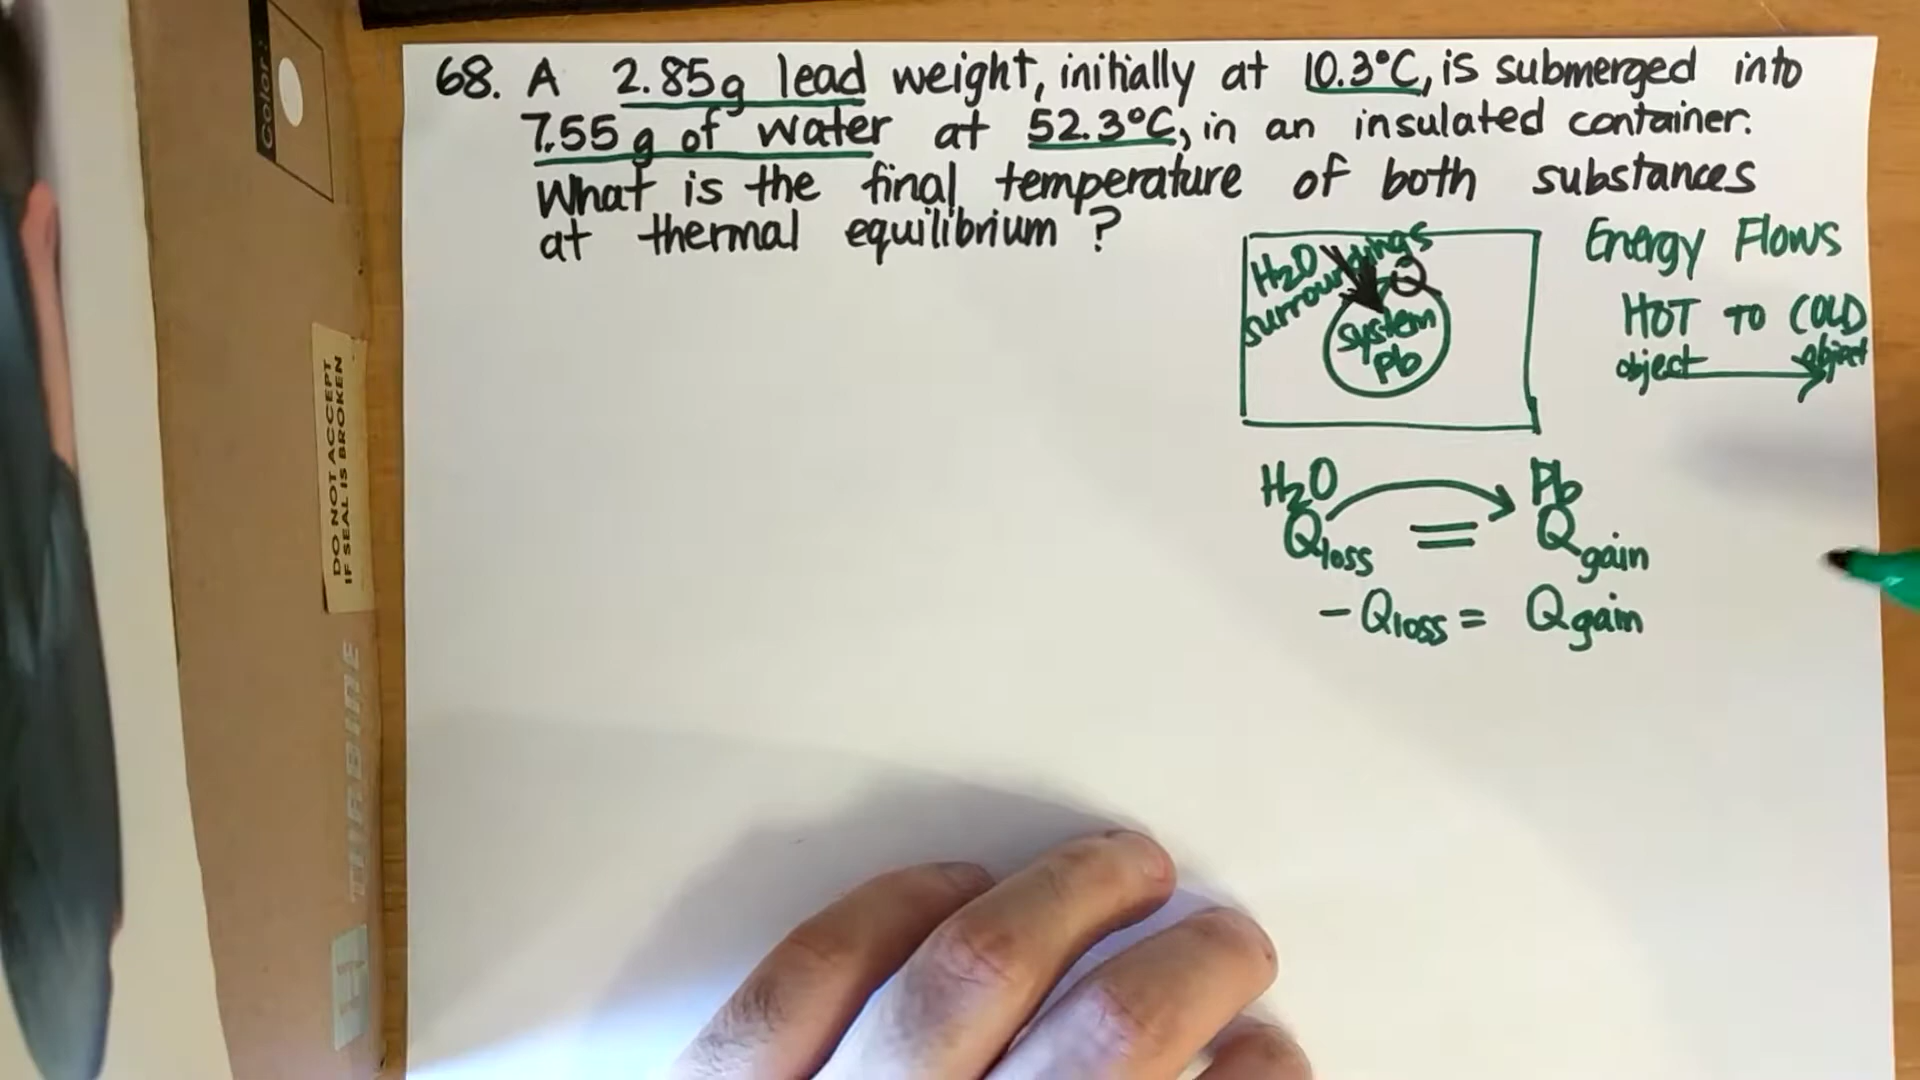 68. A 2.85g lead weight, initially at 10.3°C, is submerged into
7.55 g of water at 52.3°C, in an insulated container.
What is the final temperature of both substances
at thermal equilibrium?
H₂O
surroundings
Q
system
Pb
Energy Flows
HOT TO COLD
object object
H₂O Pb
Qloss = Qgain
- Qloss = Qgain
Color:
DO NOT ACCEPT
IF SEAL IS BROKEN